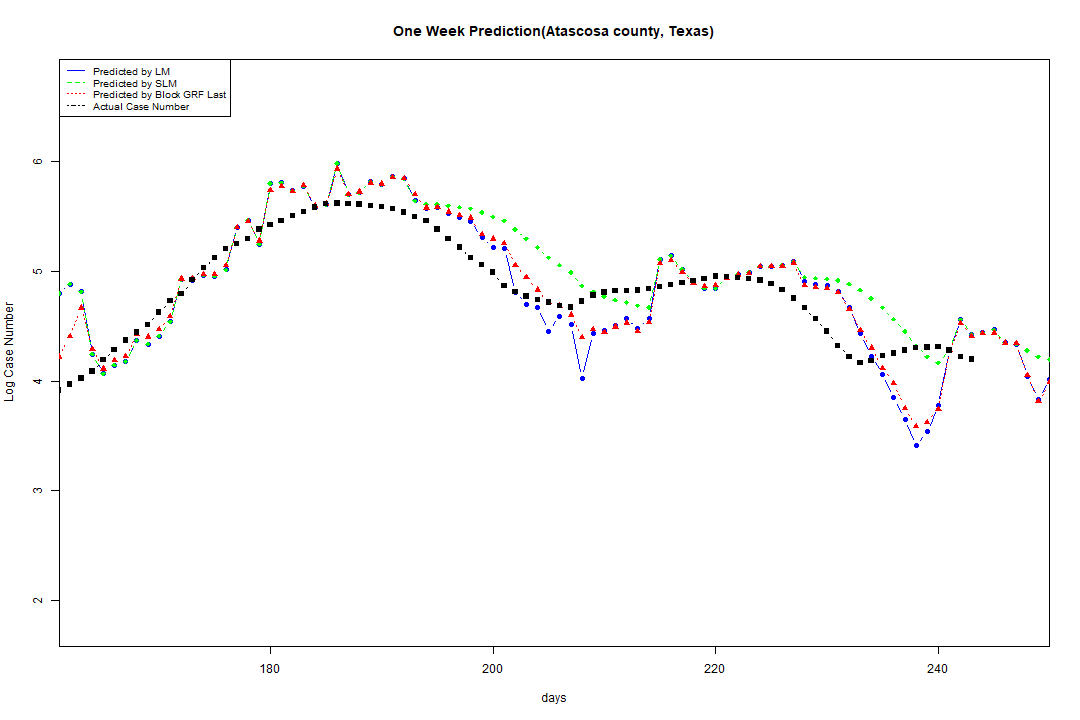 One Week Prediction(Atascosa county, Texas)
Predicted by LM
Predicted by SLM
Predicted by Block GRF Last
Actual Case Number
Log Case Number
6
5
4
3
2
180 200 220 240
days